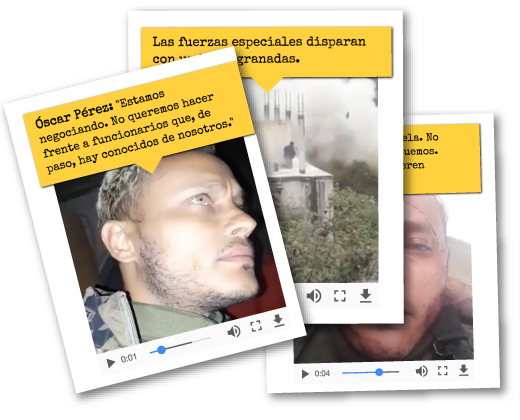 Óscar Pérez: "Estamos
negociando. No queremos hacer
frente a funcionarios que, de
paso, hay conocidos de nosotros."
0:01
Las fuerzas especiales disparan
con granadas.
ela. No
uemos.
eren
0:04